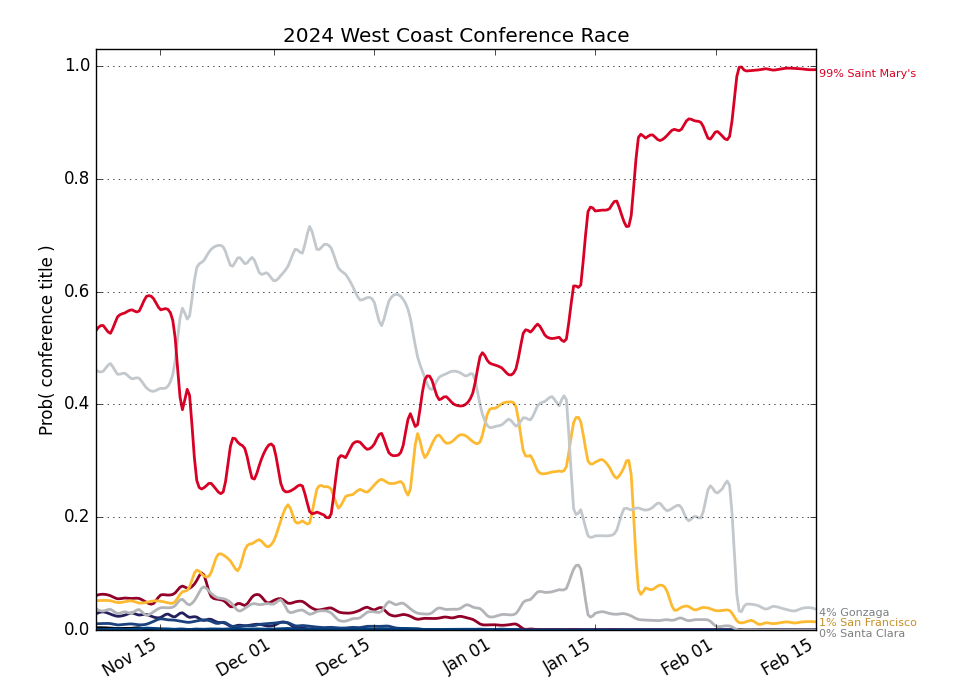 2024 West Coast Conference Race
Prob( conference title )
1.0
0.8
0.6
0.4
0.2
0.0
Nov 15
Dec 01
Dec 15
Jan 01
Jan 15
Feb 01
Feb 15
99% Saint Mary's
4% Gonzaga
1% San Francisco
0% Santa Clara